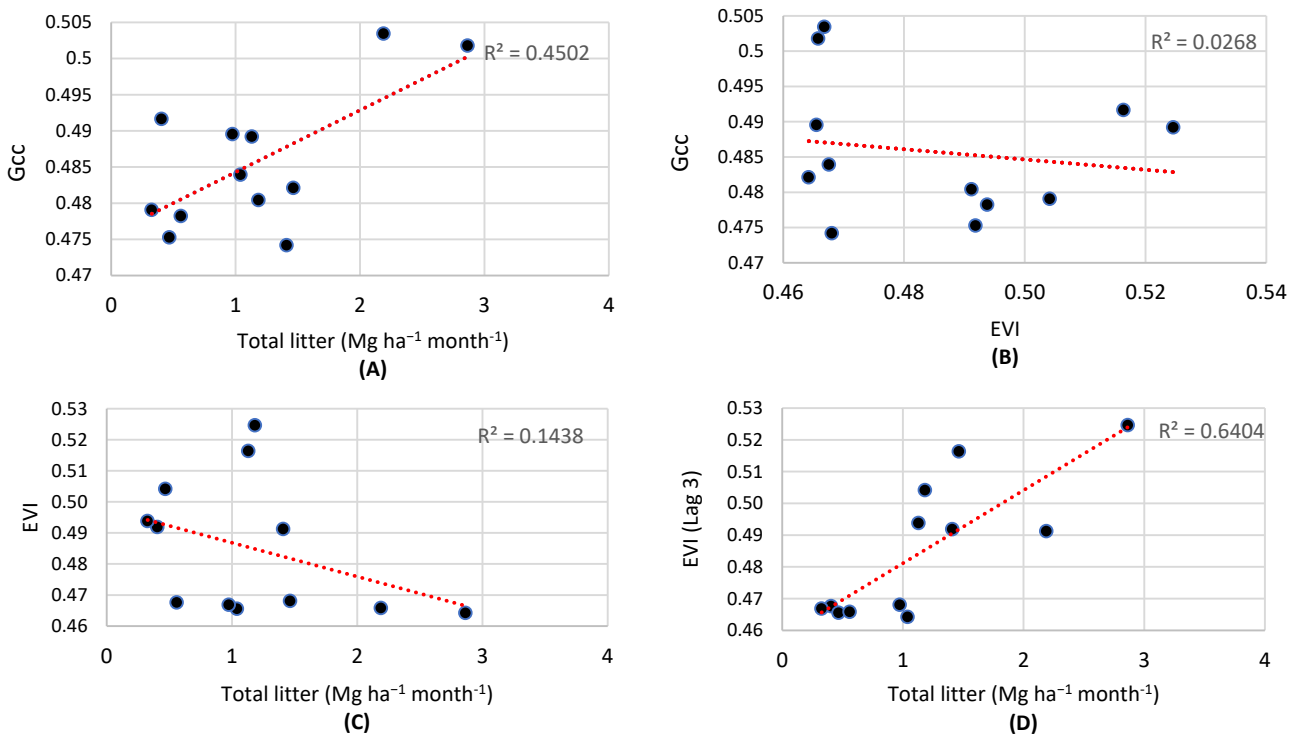 0.505
0.5
0.495
0.49
0.485
0.48
0.475
0.47
Gcc
R² = 0.4502
0 1 2 3 4
Total litter (Mg ha⁻¹ month⁻¹)
(A)
0.505
0.5
0.495
0.49
0.485
0.48
0.475
0.47
Gcc
R² = 0.0268
0.46 0.48 0.50 0.52 0.54
EVI
(B)
0.53
0.52
0.51
0.50
0.49
0.48
0.47
0.46
EVI
R² = 0.1438
0 1 2 3 4
Total litter (Mg ha⁻¹ month⁻¹)
(C)
0.53
0.52
0.51
0.50
0.49
0.48
0.47
0.46
EVI (Lag 3)
R² = 0.6404
0 1 2 3 4
Total litter (Mg ha⁻¹ month⁻¹)
(D)